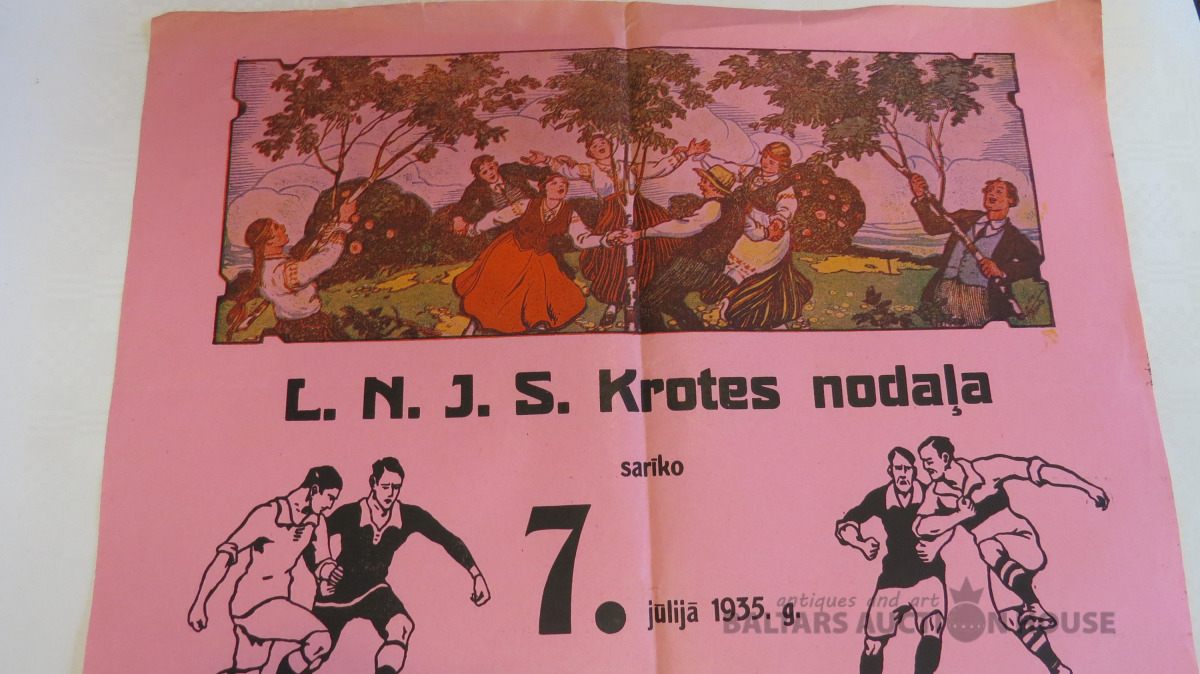 L. N. J. S. Krotes nodaļa
sarīko
7. jūlijā 1935. g.
antiques and art
BALTARS AUCTION HOUSE